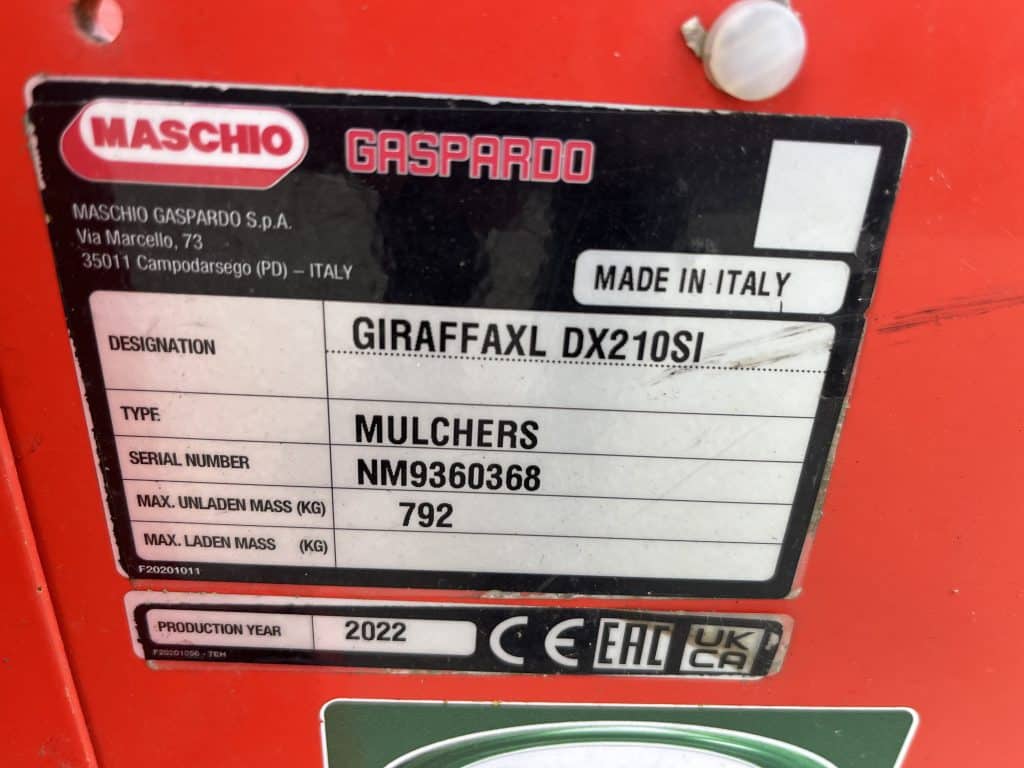 MASCHIO GASPARDO
MASCHIO GASPARDO S.p.A.
Via Marcello, 73
35011 Campodarsego (PD) – ITALY
MADE IN ITALY
DESIGNATION GIRAFFAXL DX210SI
TYPE MULCHERS
SERIAL NUMBER NM9360368
MAX. UNLADEN MASS (KG) 792
MAX. LADEN MASS (KG)
F20201011
PRODUCTION YEAR 2022
CE EAC UK CA